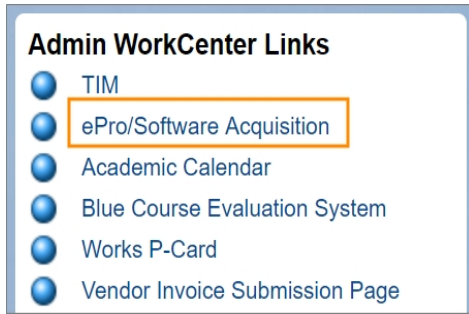 Admin WorkCenter Links
TIM
ePro/Software Acquisition
Academic Calendar
Blue Course Evaluation System
Works P-Card
Vendor Invoice Submission Page